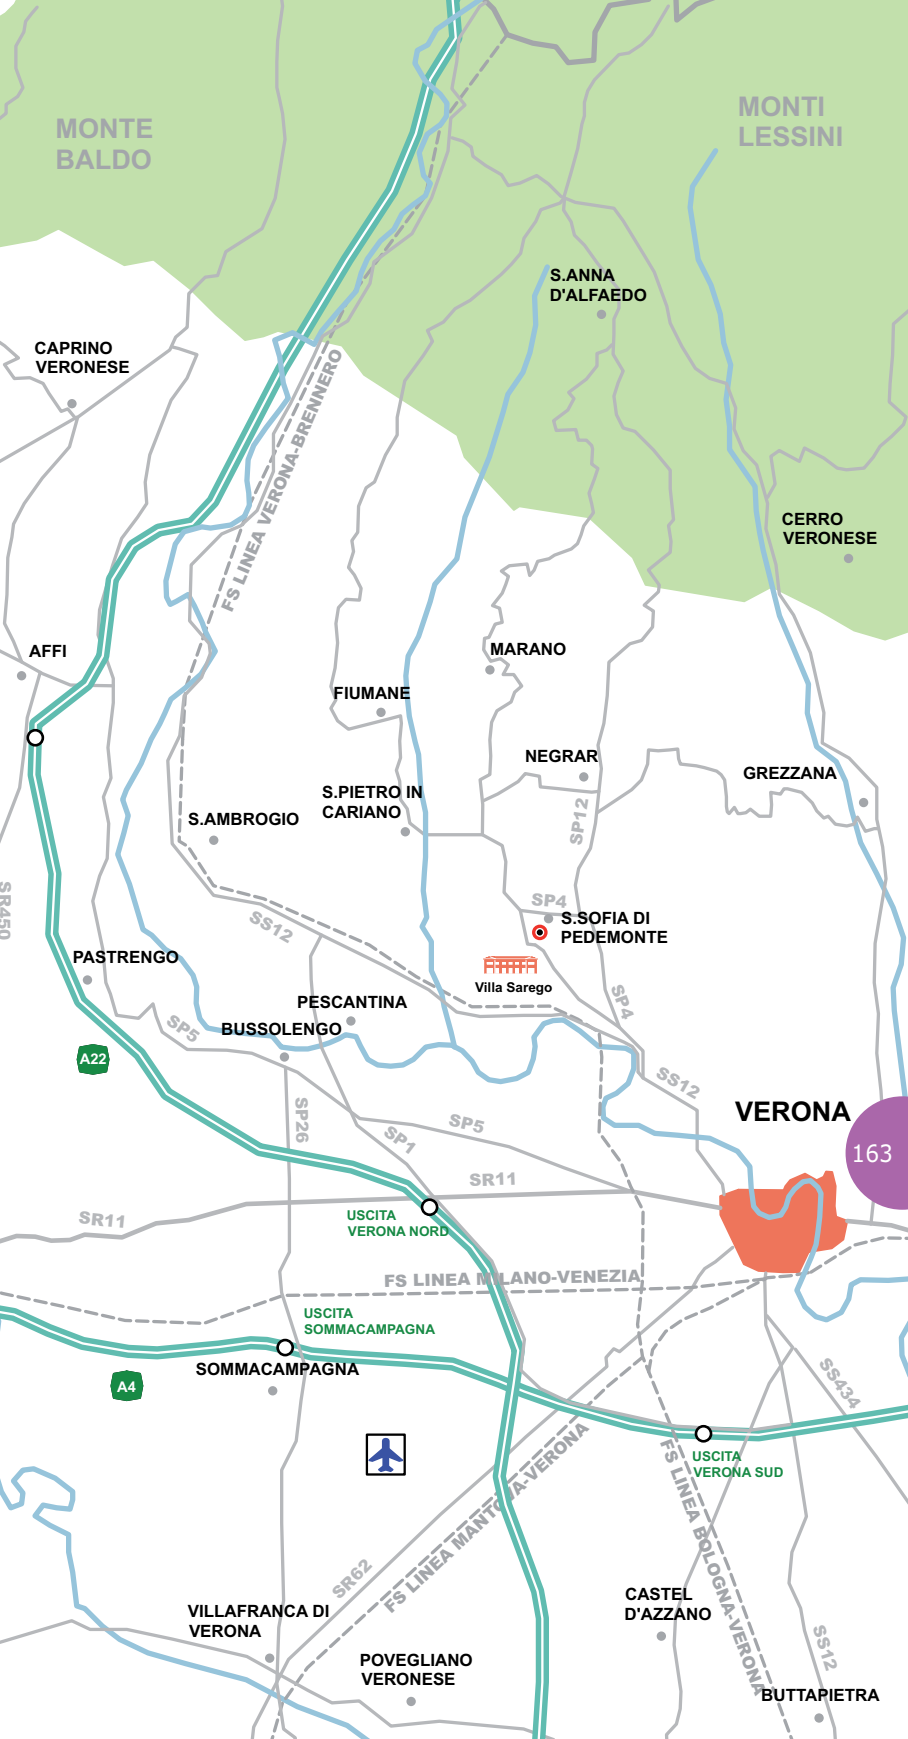 MONTE
BALDO
MONTI
LESSINI
S.ANNA
D'ALFAEDO
CAPRINO
VERONESE
FS LINEA VERONA-BRENNERO
CERRO
VERONESE
AFFI
MARANO
FIUMANE
NEGRAR
GREZZANA
S.PIETRO IN
CARIANO
S.AMBROGIO
SP12
SR450
SP4
SS12
S.SOFIA DI
PEDEMONTE
PASTRENGO
Villa Sarego
PESCANTINA
SP4
BUSSOLENGO
SP5
A22
SS12
VERONA
SP26
SP1
SP5
163
SR11
SR11
USCITA
VERONA NORD
FS LINEA MILANO-VENEZIA
USCITA
SOMMACAMPAGNA
SOMMACAMPAGNA
A4
SS434
USCITA
VERONA SUD
FS LINEA MANTOVA-VERONA
FS LINEA BOLOGNA-VERONA
SR62
CASTEL
D'AZZANO
VILLAFRANCA DI
VERONA
SS12
POVEGLIANO
VERONESE
BUTTAPIETRA